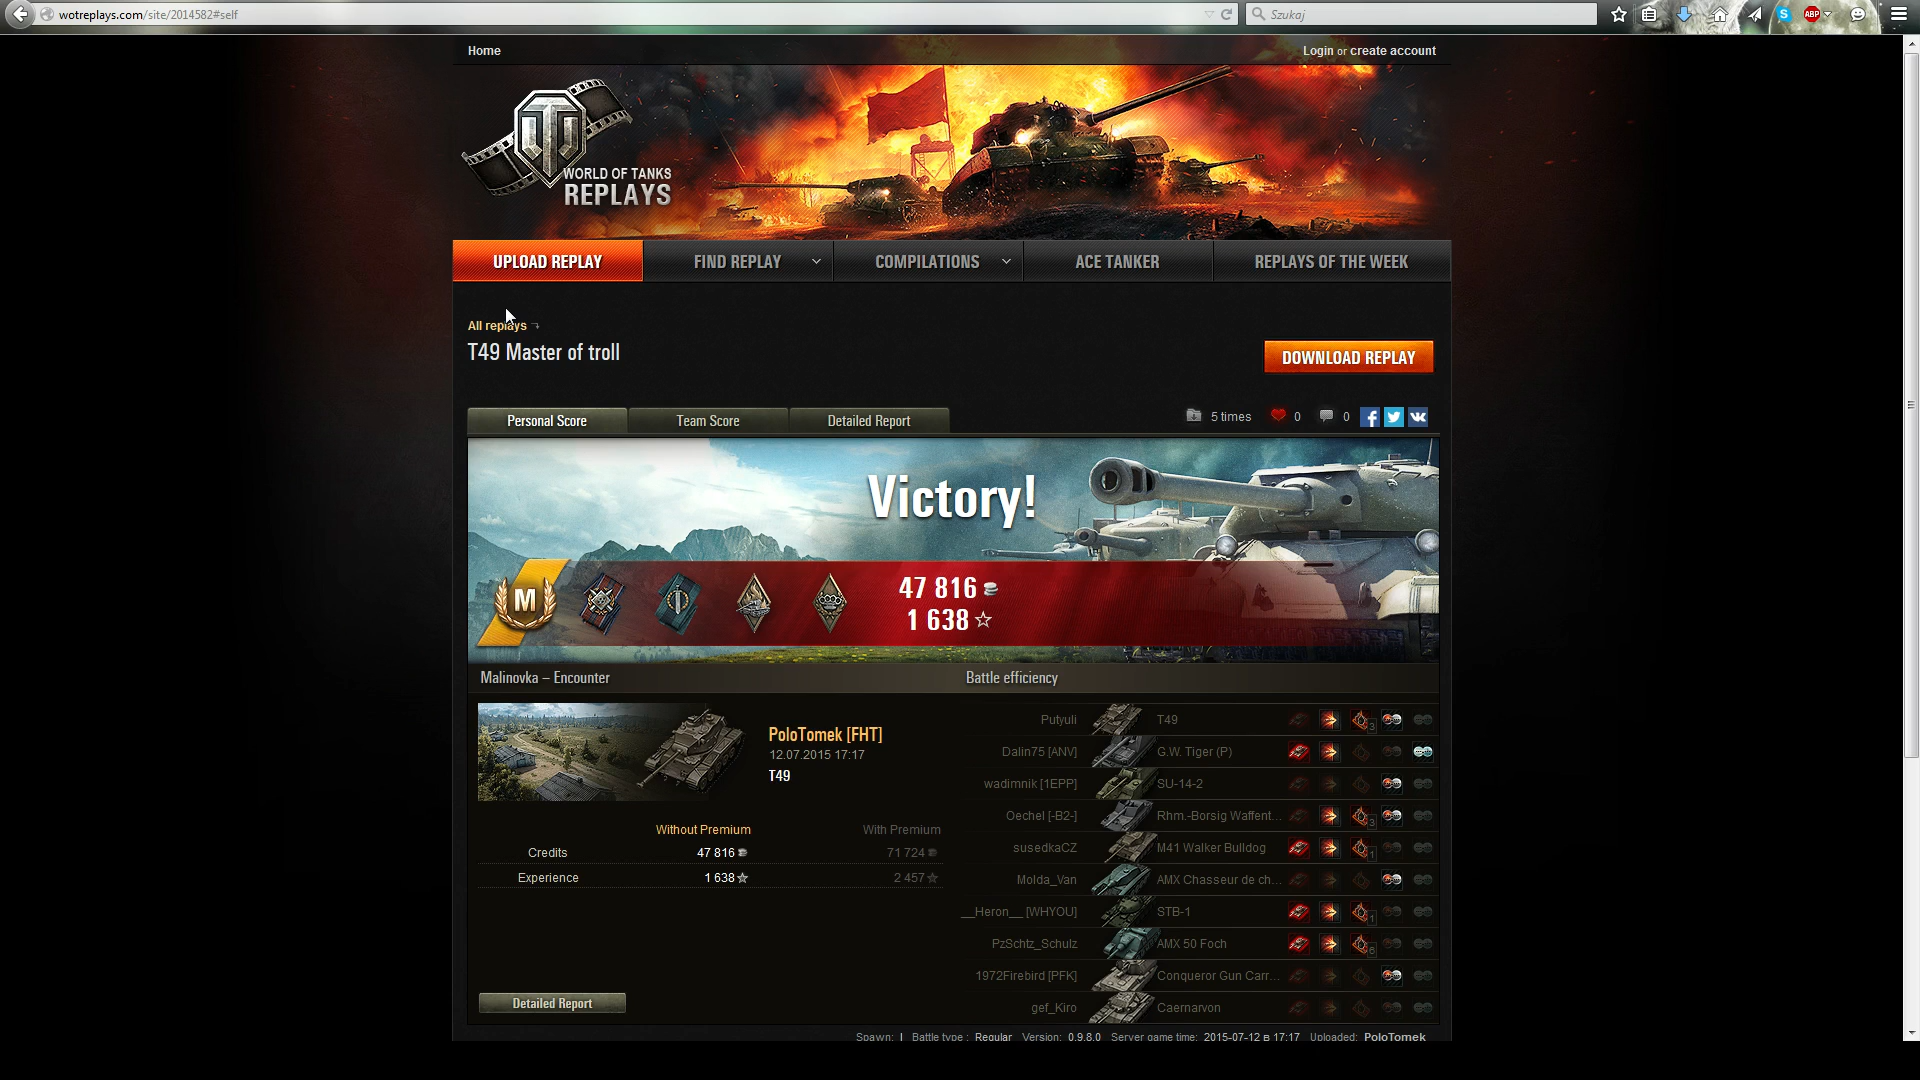 wotreplays.com/site/2014582#self
Szukaj
ABP
Home
Login or create account
WORLD OF TANKS
REPLAYS
UPLOAD REPLAY
FIND REPLAY
COMPILATIONS
ACE TANKER
REPLAYS OF THE WEEK
All replays
T49 Master of troll
DOWNLOAD REPLAY
Personal Score
Team Score
Detailed Report
5 times
0
0
Victory!
M
47 816
1 638
Malinovka – Encounter
Battle efficiency
PoloTomek [FHT]
12.07.2015 17:17
T49
Without Premium
With Premium
Credits 47 816 71 724
Experience 1 638 2 457
Detailed Report
Putyuli T49 3
Dalin75 [ANV] G.W. Tiger (P)
wadimnik [1EPP] SU-14-2
Oechel [-B2-] Rhm.-Borsig Waffent... 3
susedkaCZ M41 Walker Bulldog 1
Molda_Van AMX Chasseur de ch...
__Heron__ [WHYOU] STB-1 1
PzSchtz_Schulz AMX 50 Foch 6
1972Firebird [PFK] Conqueror Gun Carr...
gef_Kiro Caernarvon
Spawn: I Battle type : Regular Version: 0.9.8.0 Server game time: 2015-07-12 в 17:17 Uploaded: PoloTomek